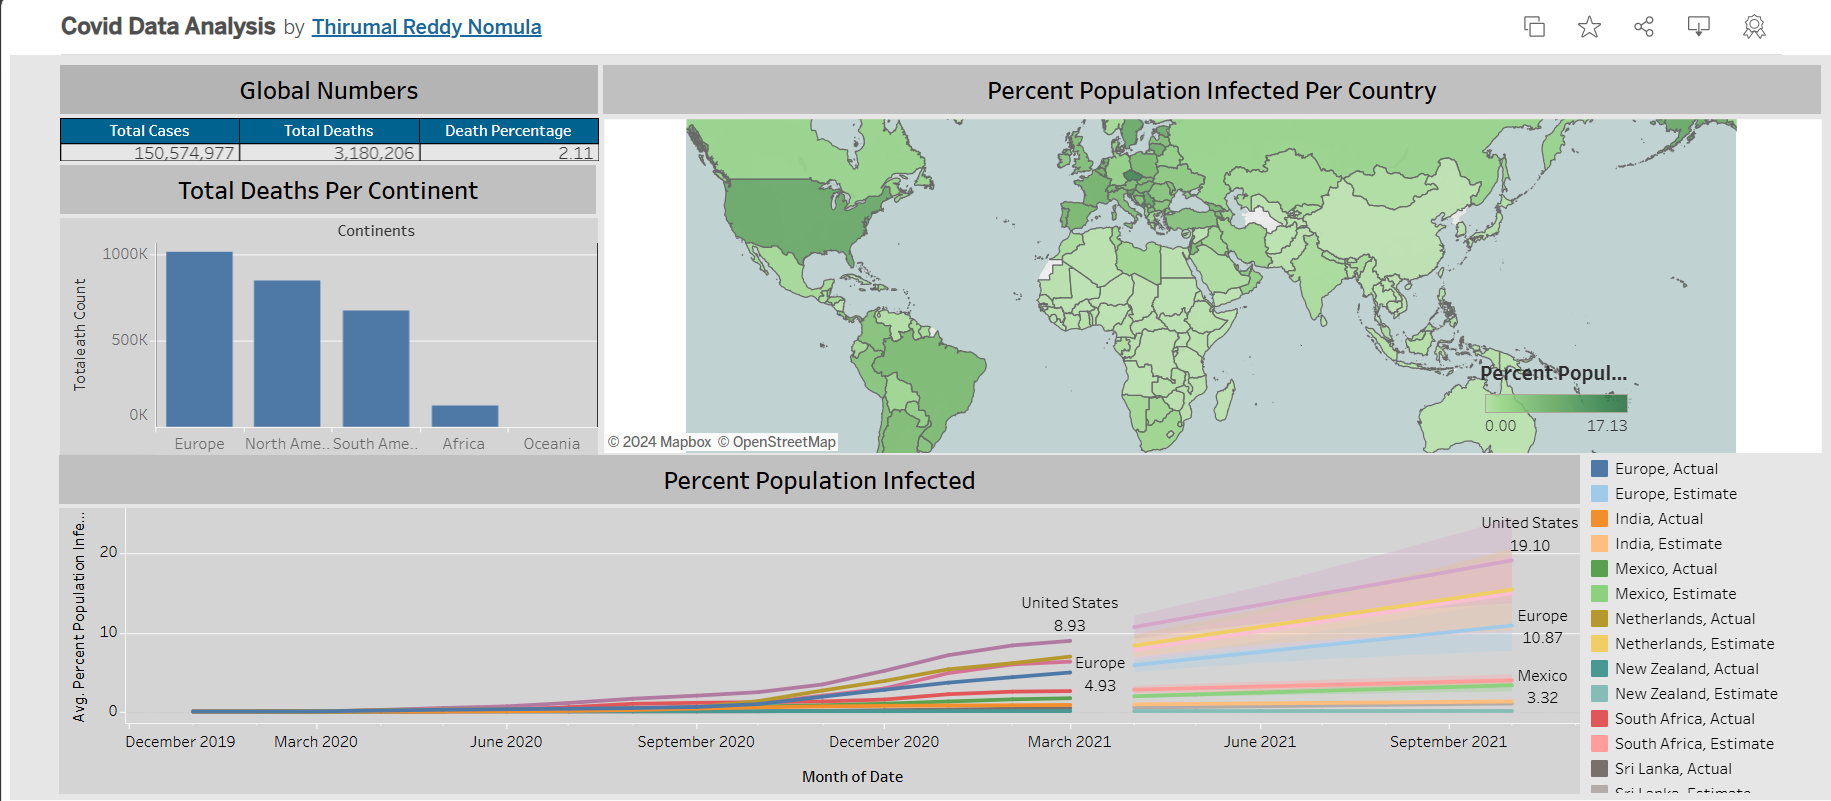 Covid Data Analysis by Thirumal Reddy Nomula
Global Numbers
Total Cases Total Deaths Death Percentage
150,574,977 3,180,206 2.11
Total Deaths Per Continent
Continents
Totaleath Count
1000K
500K
0K
Europe North Ame.. South Ame.. Africa Oceania
Percent Population Infected Per Country
Percent Popul...
0.00 17.13
© 2024 Mapbox © OpenStreetMap
Percent Population Infected
Avg. Percent Population Infe...
20
10
0
United States
8.93
Europe
4.93
United States
19.10
Europe
10.87
Mexico
3.32
December 2019 March 2020 June 2020 September 2020 December 2020 March 2021 June 2021 September 2021
Month of Date
Europe, Actual
Europe, Estimate
India, Actual
India, Estimate
Mexico, Actual
Mexico, Estimate
Netherlands, Actual
Netherlands, Estimate
New Zealand, Actual
New Zealand, Estimate
South Africa, Actual
South Africa, Estimate
Sri Lanka, Actual
Sri Lanka, Estimate